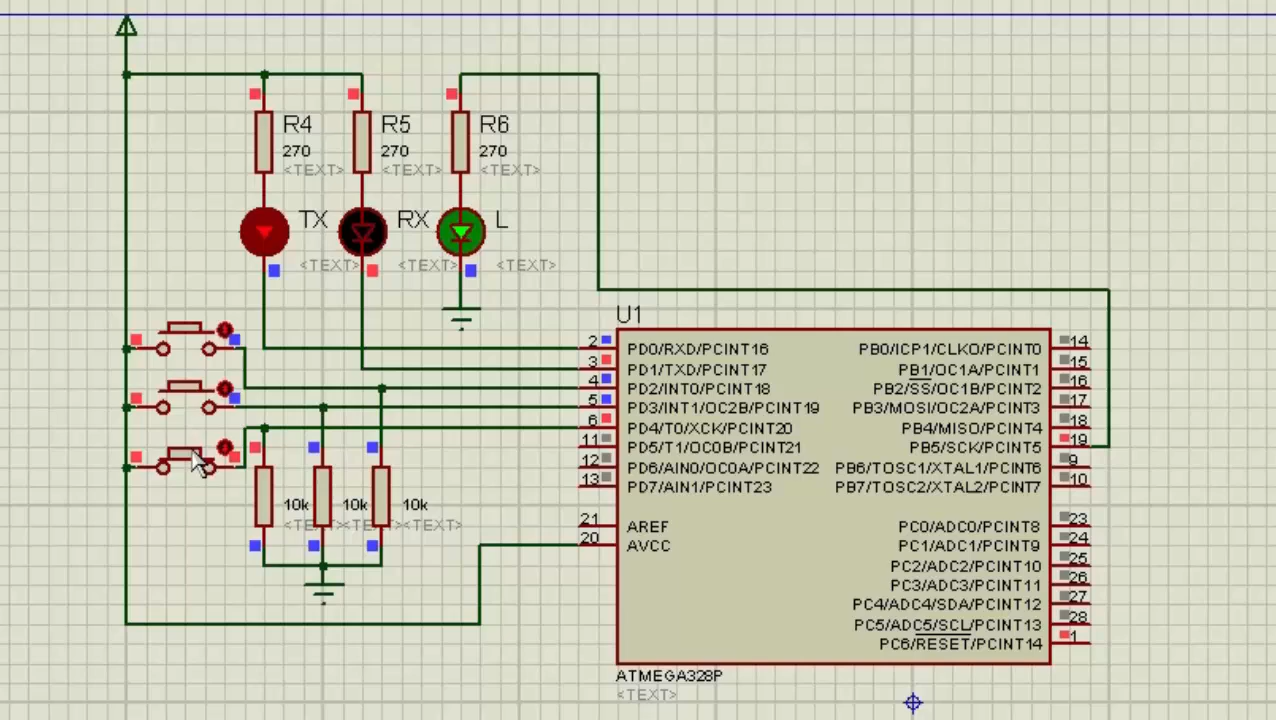 R4
270
<TEXT>
R5
270
<TEXT>
R6
270
<TEXT>
TX
<TEXT>
RX
<TEXT>
L
<TEXT>
U1
2 PD0/RXD/PCINT16 PB0/ICP1/CLKO/PCINT0 14
3 PD1/TXD/PCINT17 PB1/OC1A/PCINT1 15
4 PD2/INT0/PCINT18 PB2/SS/OC1B/PCINT2 16
5 PD3/INT1/OC2B/PCINT19 PB3/MOSI/OC2A/PCINT3 17
6 PD4/T0/XCK/PCINT20 PB4/MISO/PCINT4 18
11 PD5/T1/OC0B/PCINT21 PB5/SCK/PCINT5 19
12 PD6/AIN0/OC0A/PCINT22 PB6/TOSC1/XTAL1/PCINT6 9
13 PD7/AIN1/PCINT23 PB7/TOSC2/XTAL2/PCINT7 10
21 AREF PC0/ADC0/PCINT8 23
20 AVCC PC1/ADC1/PCINT9 24
PC2/ADC2/PCINT10 25
PC3/ADC3/PCINT11 26
PC4/ADC4/SDA/PCINT12 27
PC5/ADC5/SCL/PCINT13 28
PC6/RESET/PCINT14 1
10k 10k 10k
<TEXT> <TEXT> <TEXT>
ATMEGA328P
<TEXT>